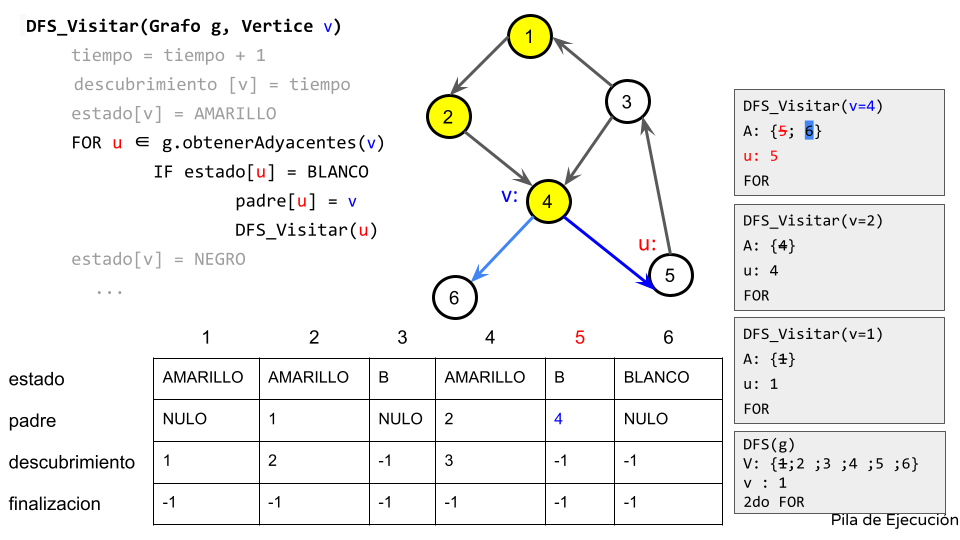 DFS_Visitar(Grafo g, Vertice v)
tiempo = tiempo + 1
descubrimiento [v] = tiempo
estado[v] = AMARILLO
FOR u ∈ g.obtenerAdyacentes(v)
IF estado[u] = BLANCO
padre[u] = v
DFS_Visitar(u)
estado[v] = NEGRO
...
1
2
3
v: 4
u:
5
6
DFS_Visitar(v=4)
A: {5; 6}
u: 5
FOR
DFS_Visitar(v=2)
A: {4}
u: 4
FOR
DFS_Visitar(v=1)
A: {1}
u: 1
FOR
DFS(g)
V: {1;2 ;3 ;4 ;5 ;6}
v : 1
2do FOR
Pila de Ejecución
1 2 3 4 5 6
estado AMARILLO AMARILLO B AMARILLO B BLANCO
padre NULO 1 NULO 2 4 NULO
descubrimiento 1 2 -1 3 -1 -1
finalizacion -1 -1 -1 -1 -1 -1